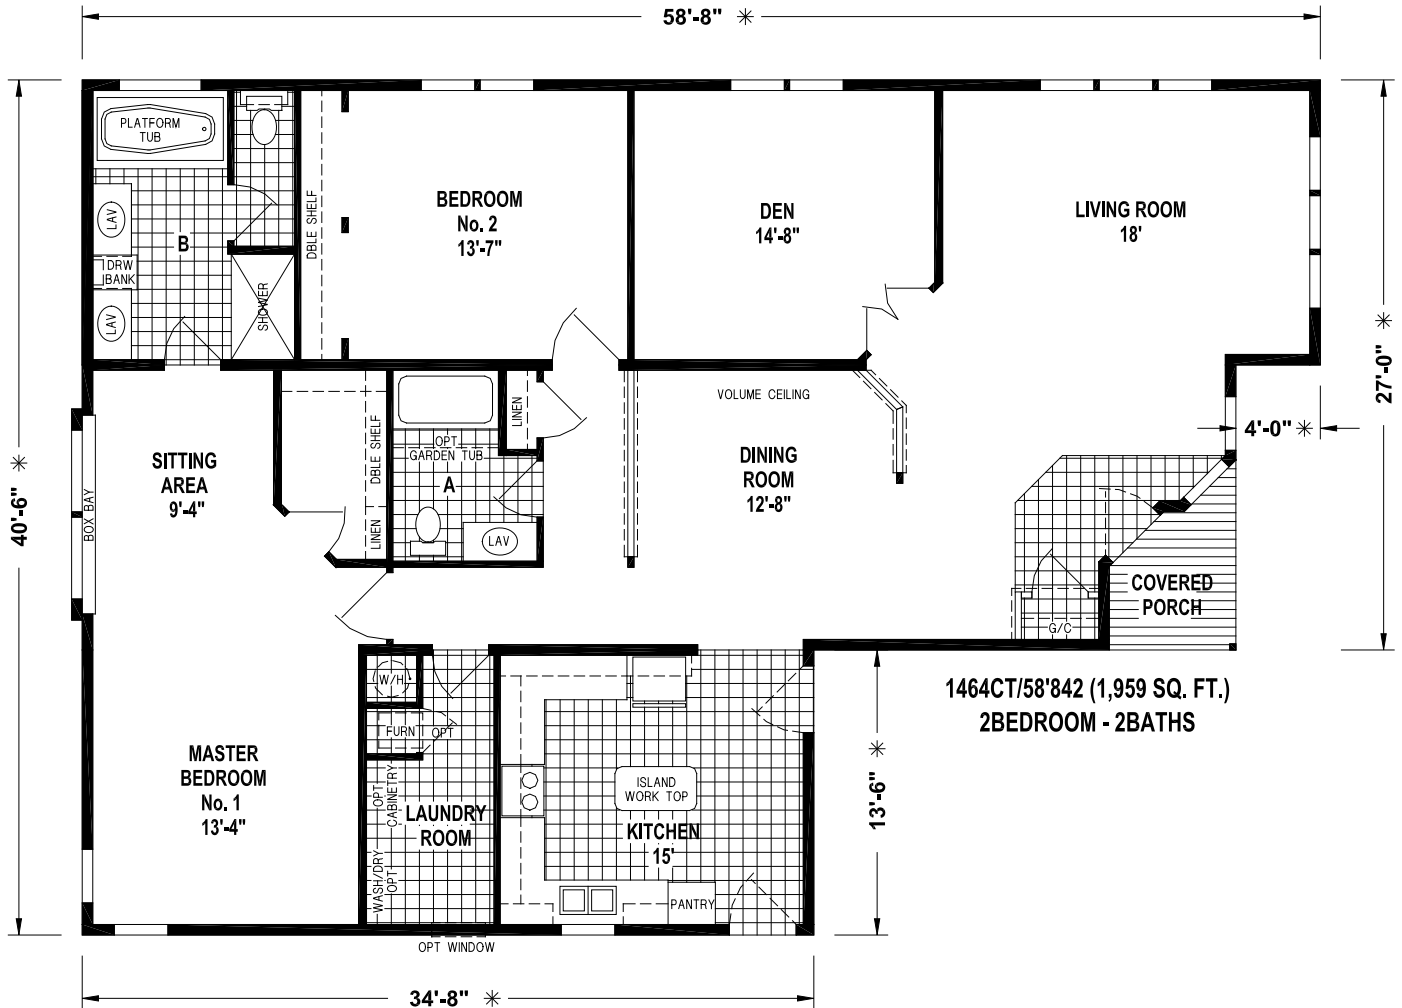 58'-8" ✳
PLATFORM
TUB
LAV
B
DRW
BANK
LAV
SHOWER
DBLE SHELF
BEDROOM
No. 2
13'-7"
DEN
14'-8"
LIVING ROOM
18'
40'-6" ✳
27'-0" ✳
4'-0" ✳
SITTING
AREA
9'-4"
BOX BAY
DBLE SHELF
LINEN
OPT
GARDEN TUB
A
LAV
LINEN
VOLUME CEILING
DINING
ROOM
12'-8"
COVERED
PORCH
G/C
1464CT/58'842 (1,959 SQ. FT.)
2BEDROOM - 2BATHS
W/H
FURN
OPT
MASTER
BEDROOM
No. 1
13'-4"
OPT
CABINETRY
WASH/DRY
OPT
LAUNDRY
ROOM
ISLAND
WORK TOP
KITCHEN
15'
PANTRY
13'-6" ✳
OPT WINDOW
34'-8" ✳